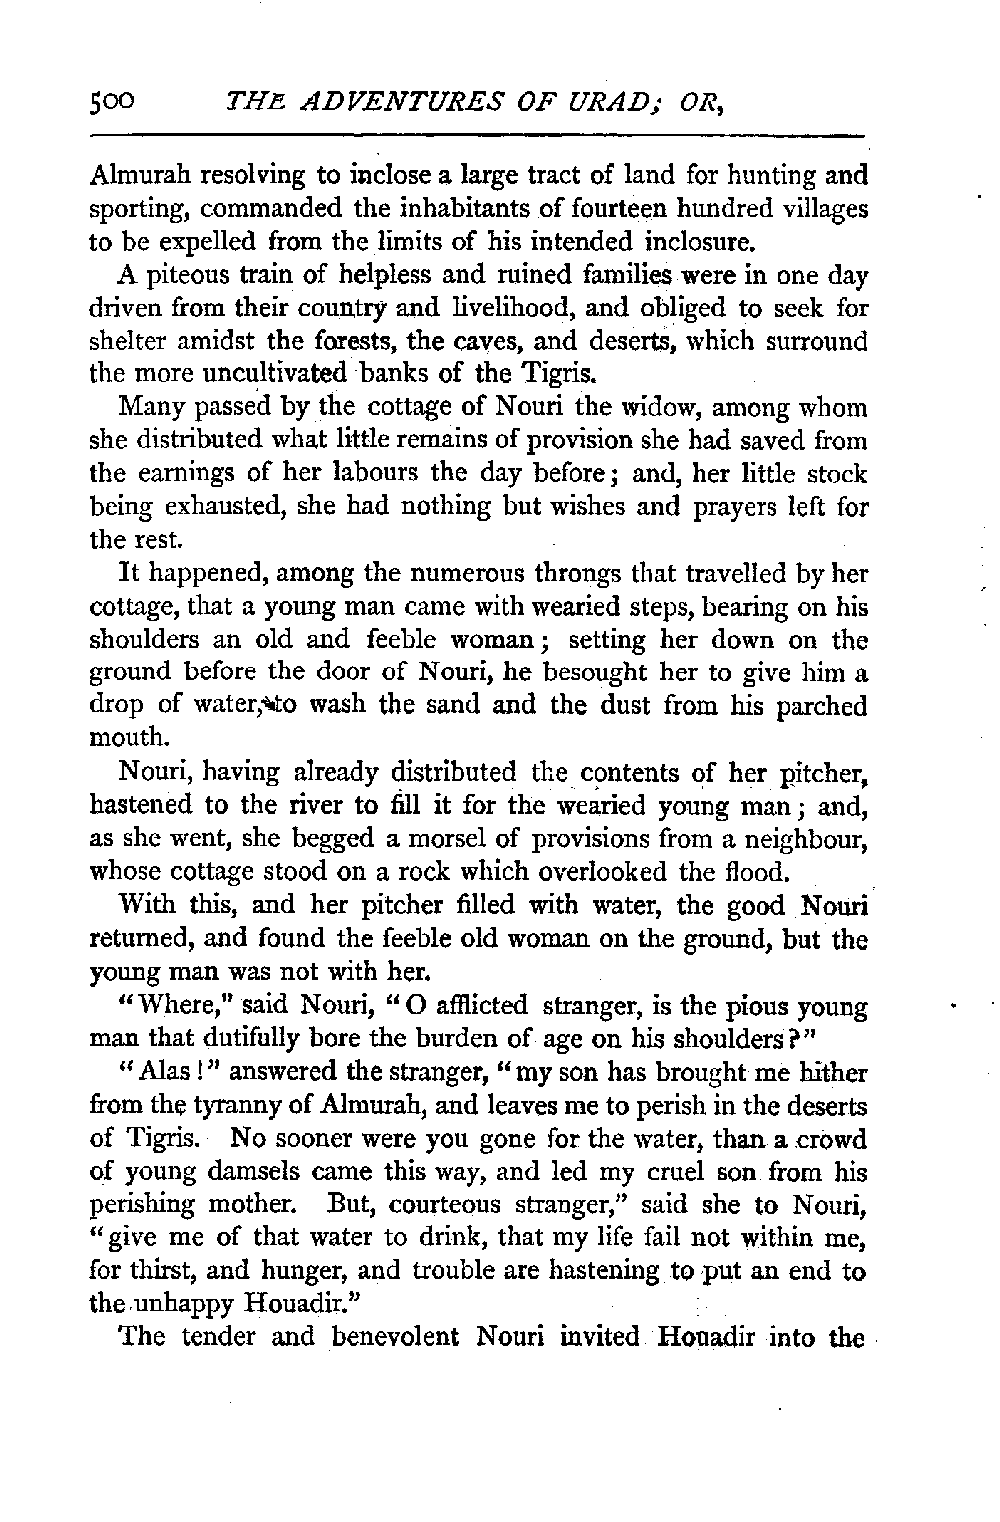 500 THE ADVENTURES OF URAD; OR,
Almurah resolving to inclose a large tract of land for hunting and
sporting, commanded the inhabitants of fourteen hundred villages
to be expelled from the limits of his intended inclosure.
A piteous train of helpless and ruined families were in one day
driven from their country and livelihood, and obliged to seek for
shelter amidst the forests, the caves, and deserts, which surround
the more uncultivated banks of the Tigris.
Many passed by the cottage of Nouri the widow, among whom
she distributed what little remains of provision she had saved from
the earnings of her labours the day before; and, her little stock
being exhausted, she had nothing but wishes and prayers left for
the rest.
It happened, among the numerous throngs that travelled by her
cottage, that a young man came with wearied steps, bearing on his
shoulders an old and feeble woman; setting her down on the
ground before the door of Nouri, he besought her to give him a
drop of water, to wash the sand and the dust from his parched
mouth.
Nouri, having already distributed the contents of her pitcher,
hastened to the river to fill it for the wearied young man; and,
as she went, she begged a morsel of provisions from a neighbour,
whose cottage stood on a rock which overlooked the flood.
With this, and her pitcher filled with water, the good Nouri
returned, and found the feeble old woman on the ground, but the
young man was not with her.
"Where," said Nouri, "O afflicted stranger, is the pious young
man that dutifully bore the burden of age on his shoulders?"
"Alas!" answered the stranger, "my son has brought me hither
from the tyranny of Almurah, and leaves me to perish in the deserts
of Tigris. No sooner were you gone for the water, than a crowd
of young damsels came this way, and led my cruel son from his
perishing mother. But, courteous stranger," said she to Nouri,
"give me of that water to drink, that my life fail not within me,
for thirst, and hunger, and trouble are hastening to put an end to
the unhappy Houadir."
The tender and benevolent Nouri invited Houadir into the